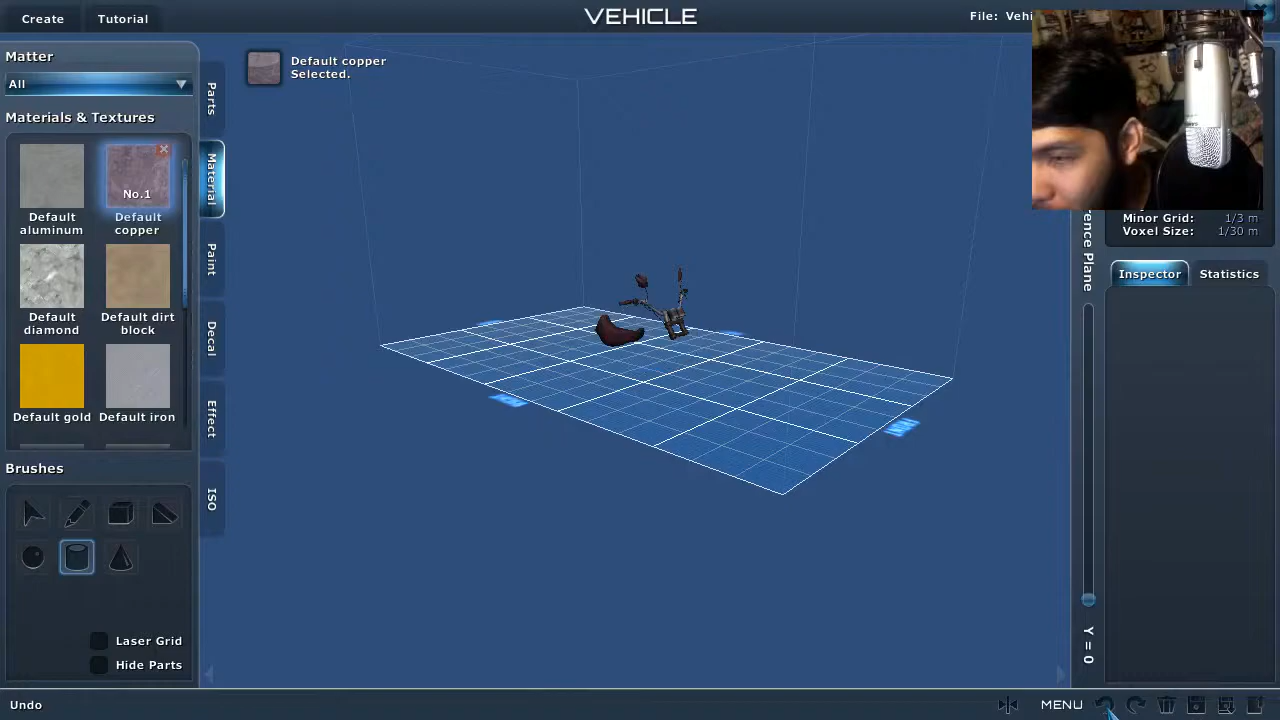 Create
Tutorial
VEHICLE
File: Vehi
Matter
All
Materials & Textures
Default aluminum
No.1
Default copper
Default diamond
Default dirt block
Default gold
Default iron
Brushes
Laser Grid
Hide Parts
Parts
Material
Paint
Decal
Effect
ISO
Default copper
Selected.
Minor Grid: 1/3 m
Voxel Size: 1/30 m
rence Plane
Inspector
Statistics
Y = 0
Undo
MENU